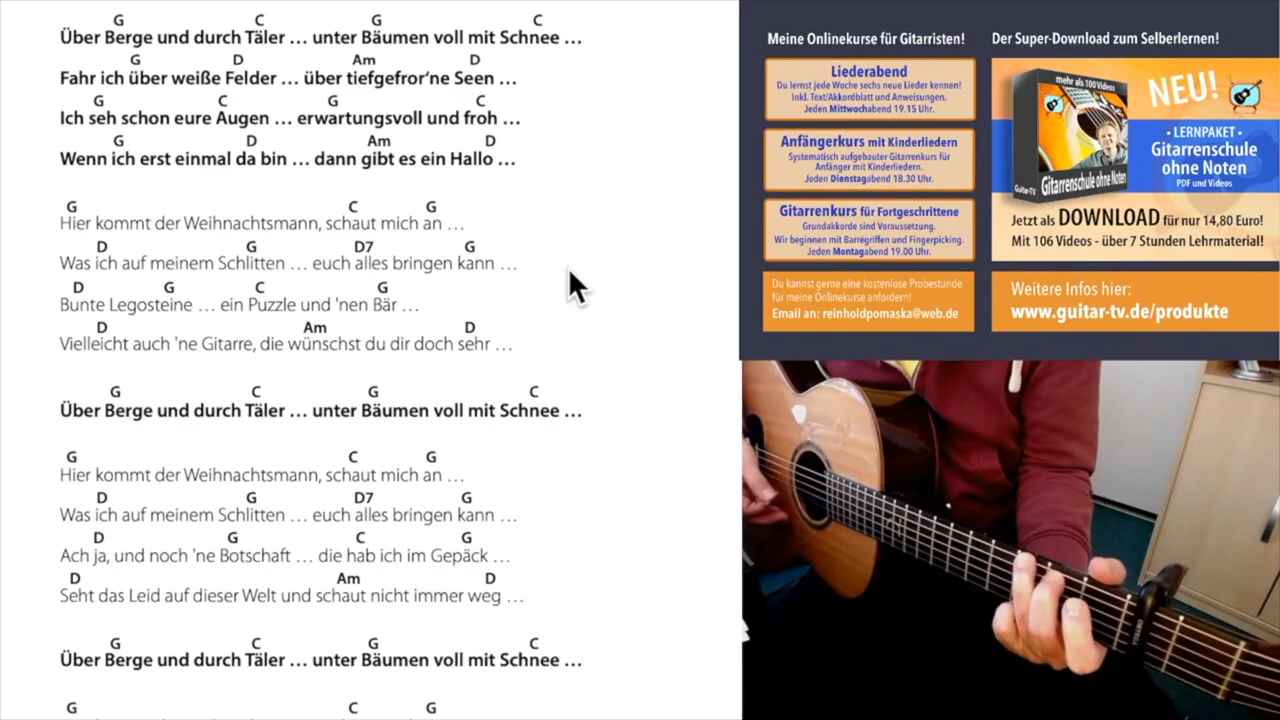 G C G C
Über Berge und durch Täler … unter Bäumen voll mit Schnee …
G D Am D
Fahr ich über weiße Felder … über tiefgefror‘ne Seen …
G C G C
Ich seh schon eure Augen … erwartungsvoll und froh …
G D Am D
Wenn ich erst einmal da bin … dann gibt es ein Hallo …
G C G
Hier kommt der Weihnachtsmann, schaut mich an …
D G D7 G
Was ich auf meinem Schlitten … euch alles bringen kann …
D G C G
Bunte Legosteine … ein Puzzle und 'nen Bär …
D Am D
Vielleicht auch 'ne Gitarre, die wünschst du dir doch sehr …
G C G C
Über Berge und durch Täler … unter Bäumen voll mit Schnee …
G C G
Hier kommt der Weihnachtsmann, schaut mich an …
D G D7 G
Was ich auf meinem Schlitten … euch alles bringen kann …
D G C G
Ach ja, und noch 'ne Botschaft … die hab ich im Gepäck …
D Am D
Seht das Leid auf dieser Welt und schaut nicht immer weg …
G C G C
Über Berge und durch Täler … unter Bäumen voll mit Schnee …
G C G
Meine Onlinekurse für Gitarristen!
Liederabend
Du lernst jede Woche sechs neue Lieder kennen!
Inkl. Text/Akkordblatt und Anweisungen.
Jeden Mittwochabend 19.15 Uhr.
Anfängerkurs mit Kinderliedern
Systematisch aufgebauter Gitarrenkurs für
Anfänger mit Kinderliedern.
Jeden Dienstagabend 18.30 Uhr.
Gitarrenkurs für Fortgeschrittene
Grundakkorde sind Voraussetzung.
Wir beginnen mit Barrégriffen und Fingerpicking.
Jeden Montagabend 19.00 Uhr.
Du kannst gerne eine kostenlose Probestunde
für meine Onlinekurse anfordern!
Email an: reinholdpomaska@web.de
Der Super-Download zum Selberlernen!
mehr als 100 Videos
Guitar-TV
Gitarrenschule ohne Noten
NEU!
• LERNPAKET •
Gitarrenschule
ohne Noten
PDF und Videos
Jetzt als DOWNLOAD für nur 14,80 Euro!
Mit 106 Videos - über 7 Stunden Lehrmaterial!
Weitere Infos hier:
www.guitar-tv.de/produkte